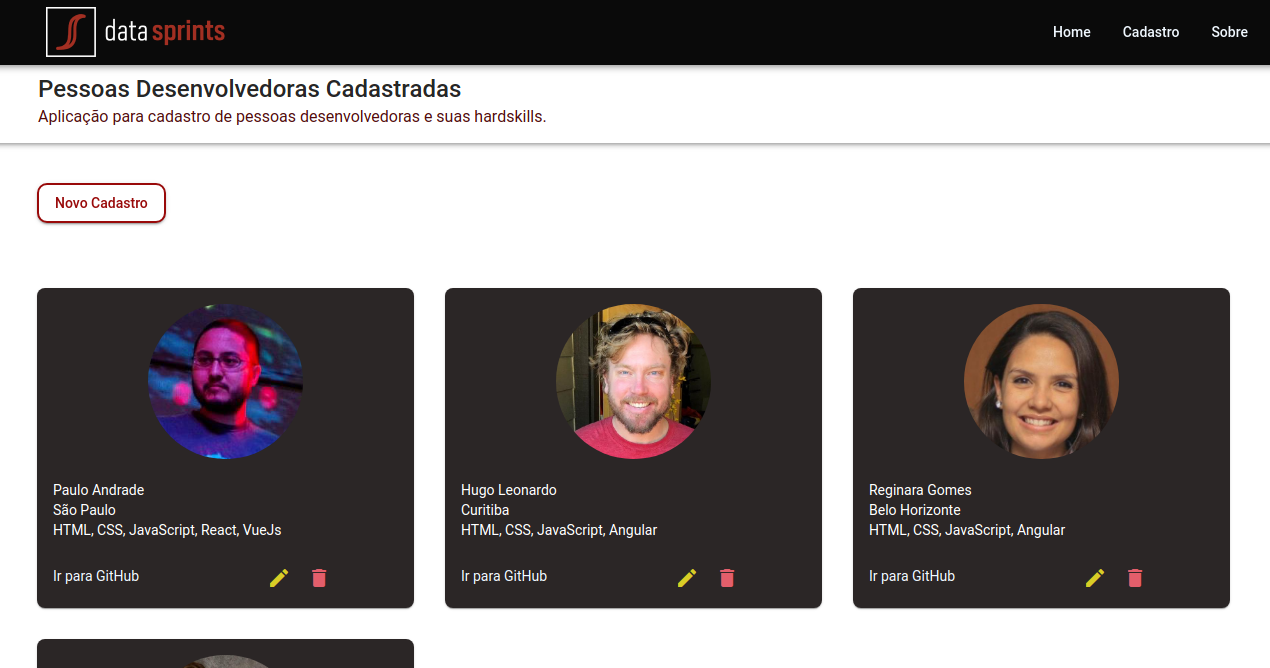 data sprints
Home
Cadastro
Sobre
Pessoas Desenvolvedoras Cadastradas
Aplicação para cadastro de pessoas desenvolvedoras e suas hardskills.
Novo Cadastro
Paulo Andrade
São Paulo
HTML, CSS, JavaScript, React, VueJs
Ir para GitHub
Hugo Leonardo
Curitiba
HTML, CSS, JavaScript, Angular
Ir para GitHub
Reginara Gomes
Belo Horizonte
HTML, CSS, JavaScript, Angular
Ir para GitHub